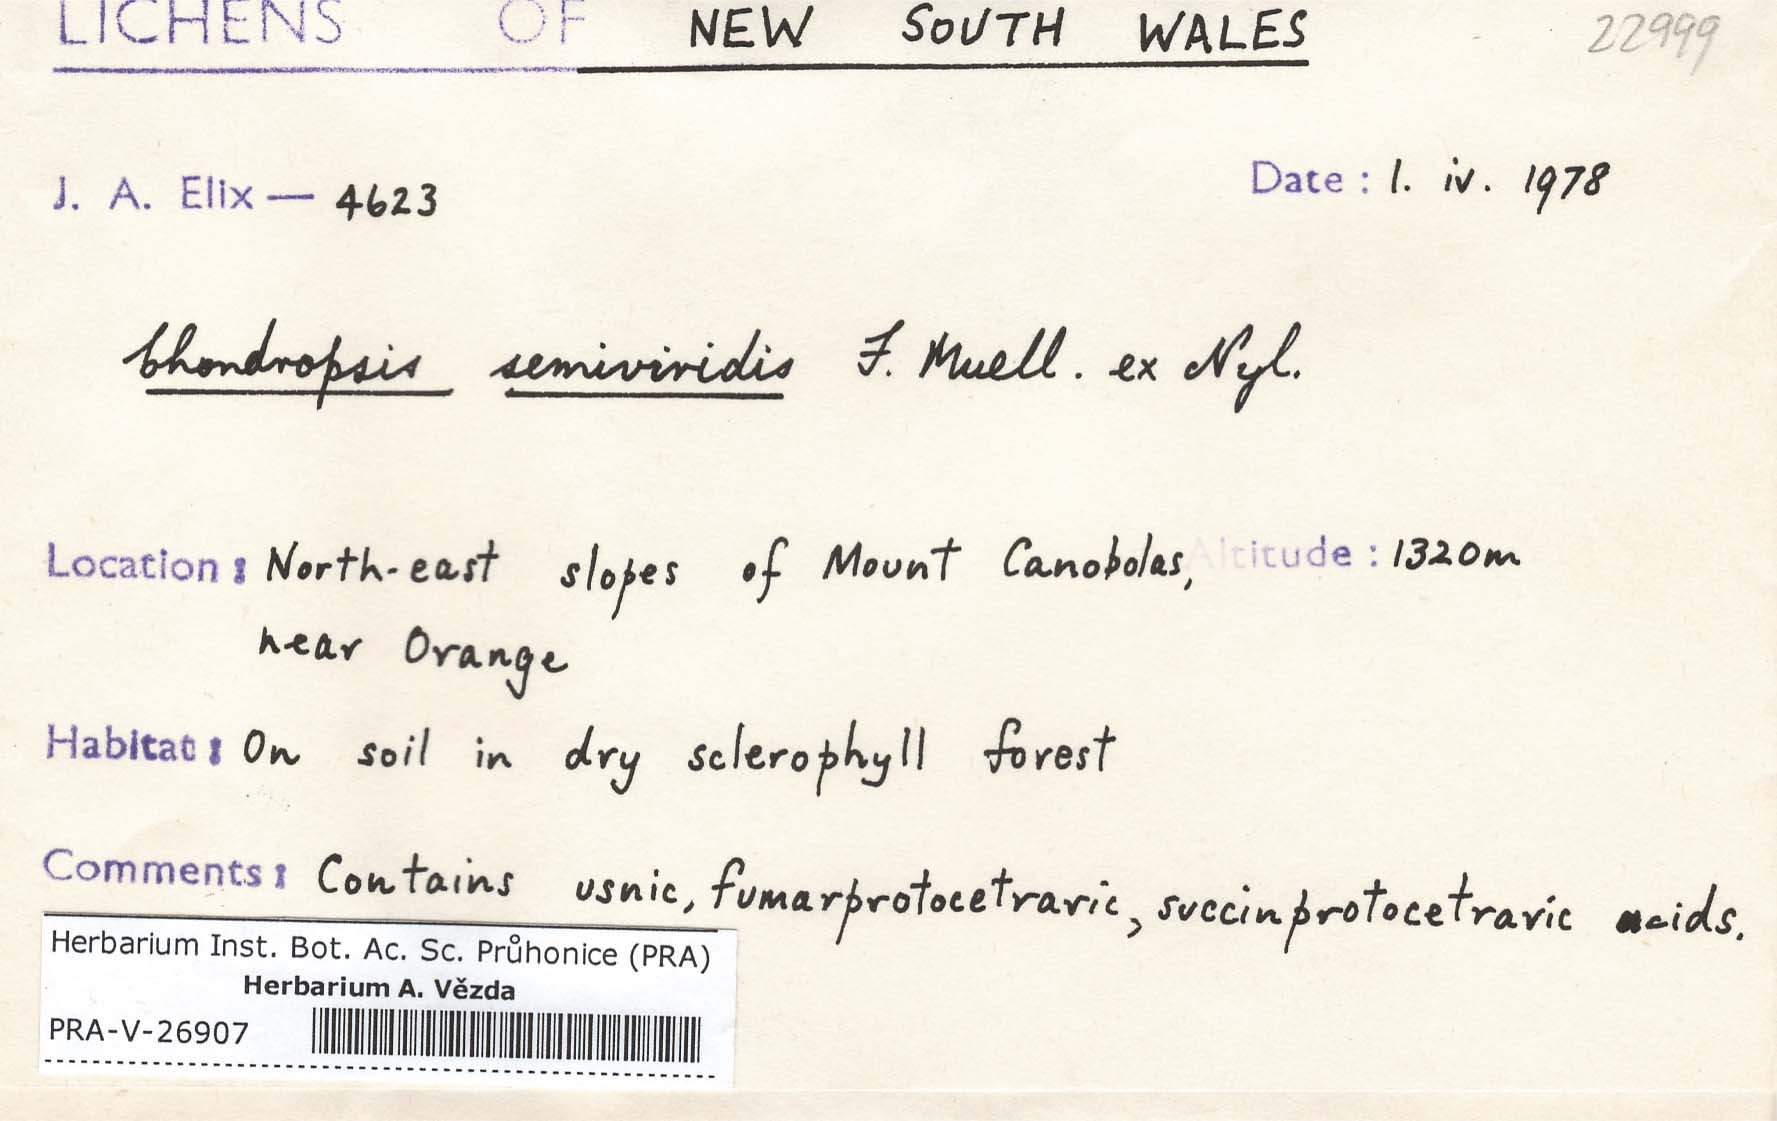 LICHENS OF NEW SOUTH WALES 22999
J. A. Elix — 4623 Date : 1. iv. 1978
Chondropsis semiviridis F. Muell. ex Nyl.
Location : North-east slopes of Mount Canobolas, Altitude : 1320m
near Orange
Habitat : On soil in dry sclerophyll forest
Comments : Contains usnic, fumarprotocetraric, succinprotocetraric acids.
Herbarium Inst. Bot. Ac. Sc. Průhonice (PRA)
Herbarium A. Vězda
PRA-V-26907